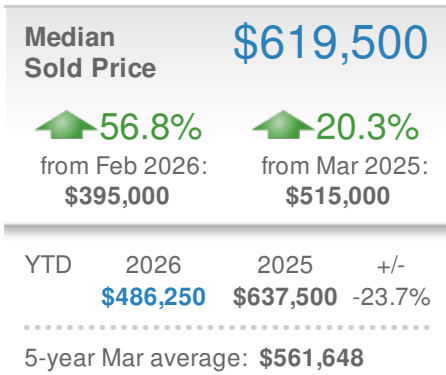 Median
Sold Price
$619,500
56.8%
from Feb 2026:
$395,000
20.3%
from Mar 2025:
$515,000
YTD 2026 2025 +/-
$486,250 $637,500 -23.7%
5-year Mar average: $561,648